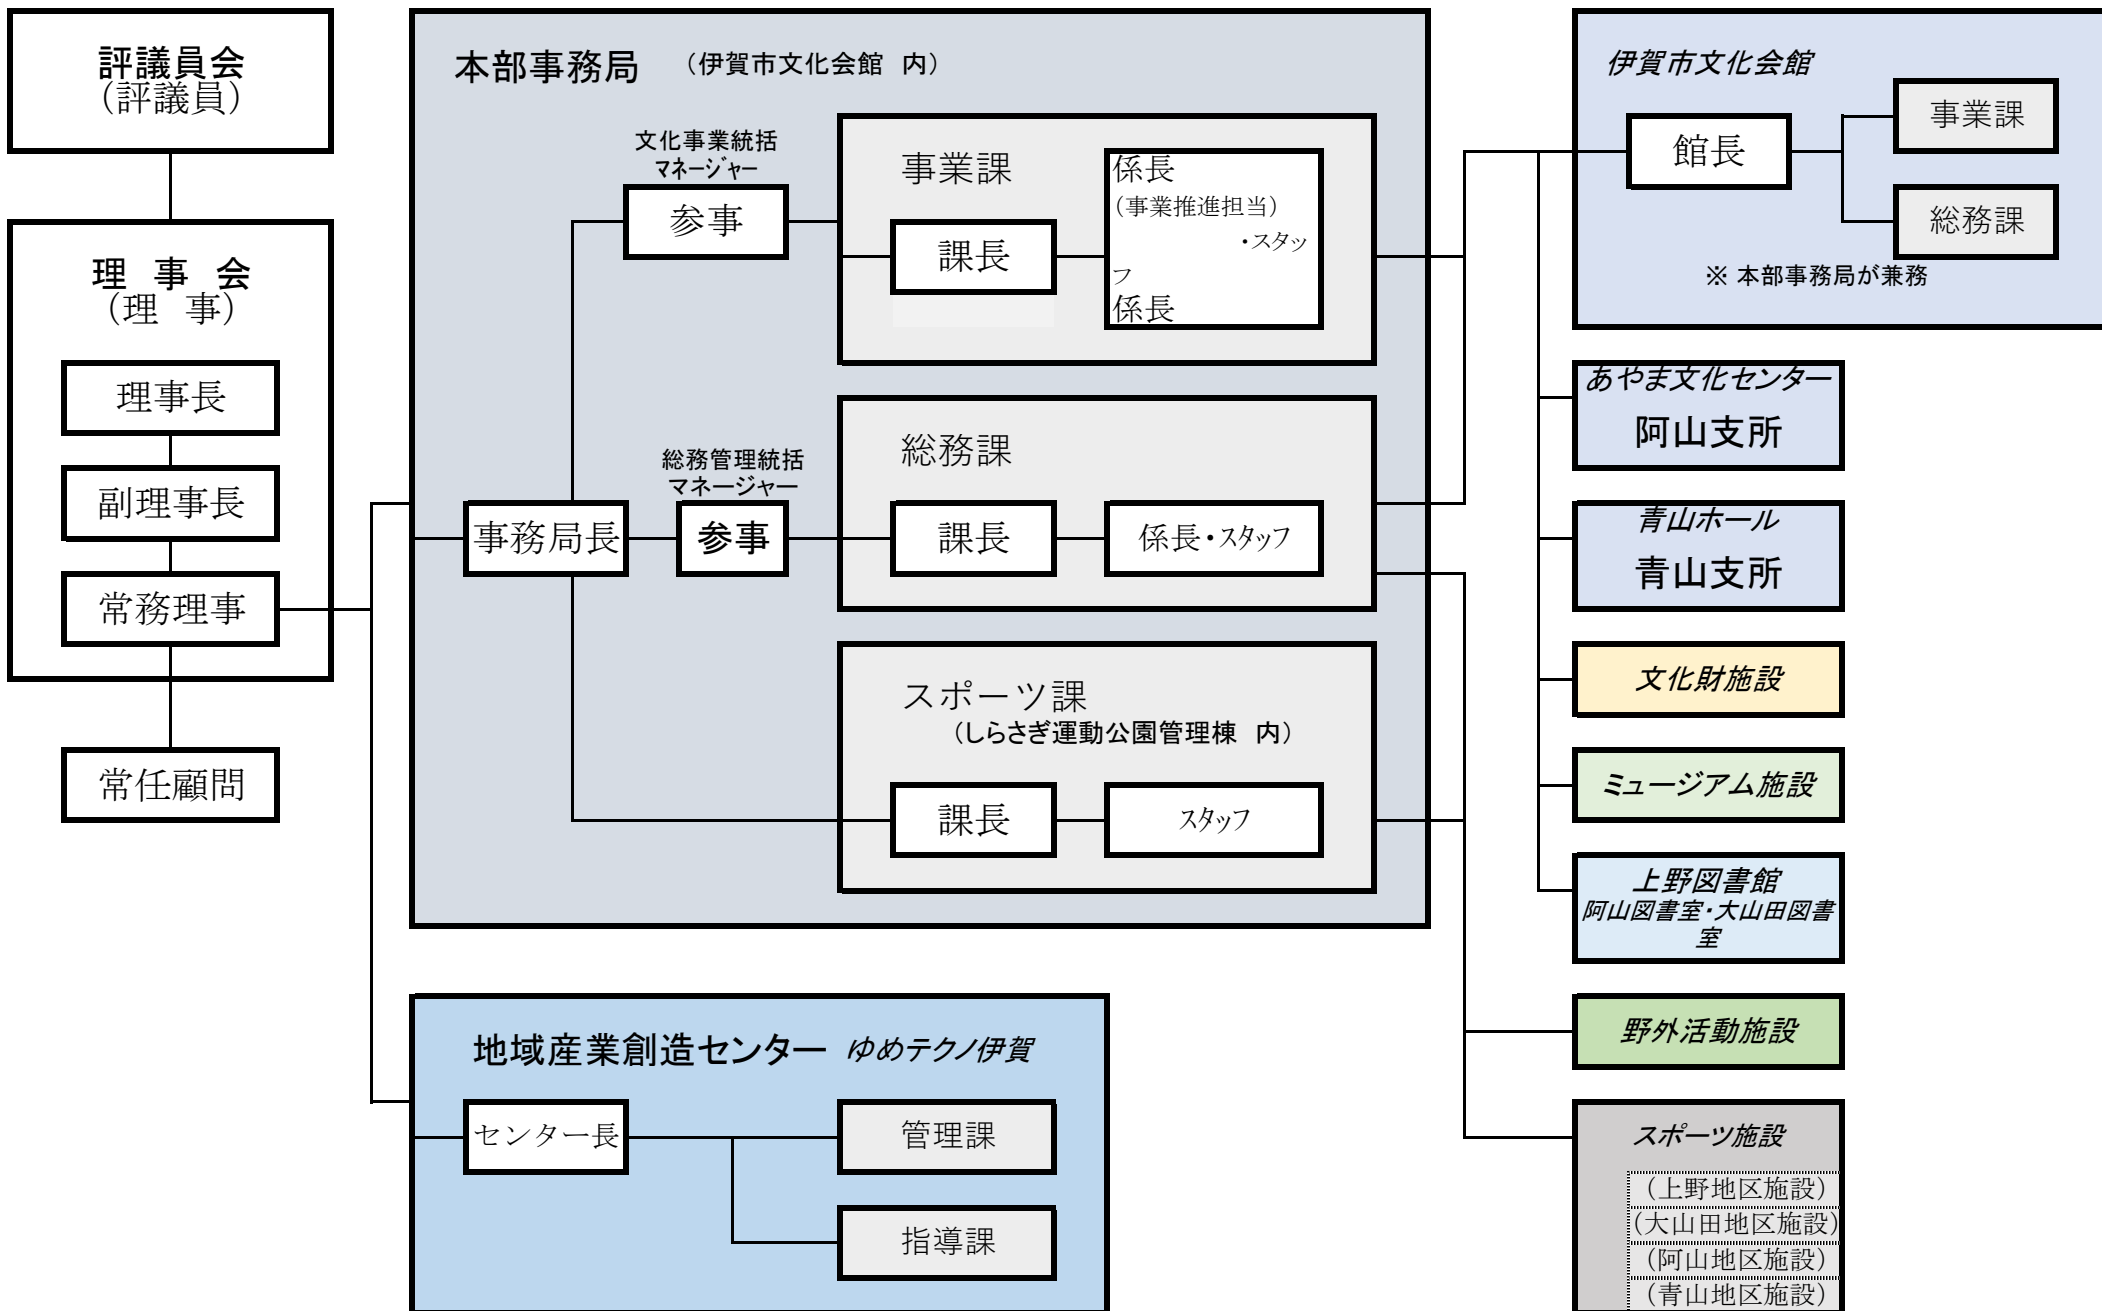 評議員会
（評議員）
理　事　会
（理　事）
理事長
副理事長
常務理事
常任顧問
本部事務局　（伊賀市文化会館　内）
文化事業統括
マネージャー
参事
事業課
課長
係長
（事業推進担当）
・スタッ
フ
係長
総務管理統括
マネージャー
事務局長
参事
総務課
課長
係長・スタッフ
スポーツ課
（しらさぎ運動公園管理棟　内）
課長
スタッフ
地域産業創造センター　ゆめテクノ伊賀
センター長
管理課
指導課
伊賀市文化会館
館長
事業課
総務課
※ 本部事務局が兼務
あやま文化センター
阿山支所
青山ホール
青山支所
文化財施設
ミュージアム施設
上野図書館
阿山図書室・大山田図書
室
野外活動施設
スポーツ施設
（上野地区施設）
（大山田地区施設）
（阿山地区施設）
（青山地区施設）